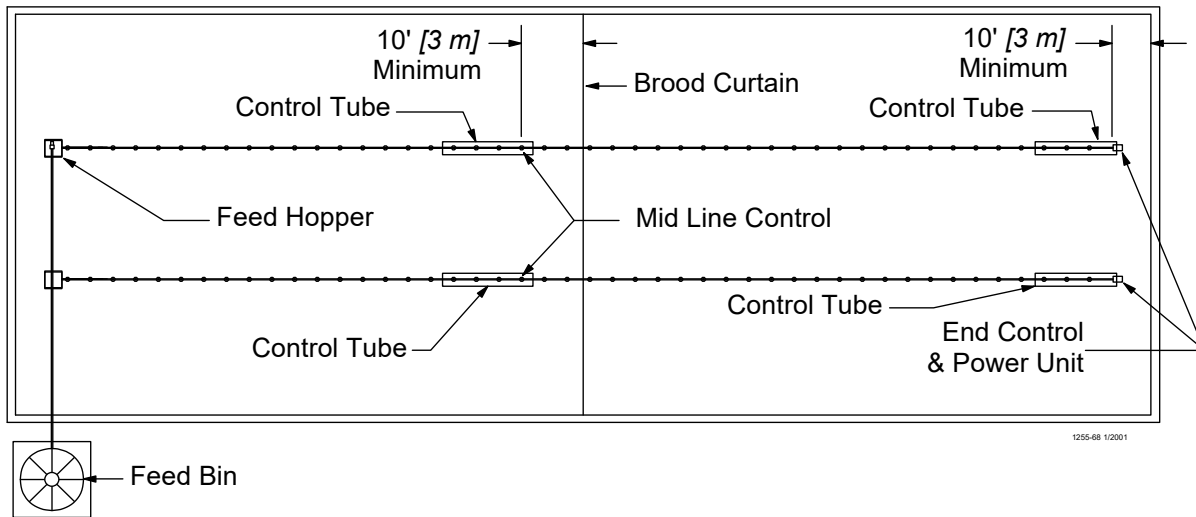 10' [3 m]
Minimum
10' [3 m]
Minimum
Brood Curtain
Control Tube
Control Tube
Feed Hopper
Mid Line Control
Control Tube
Control Tube
End Control
& Power Unit
1255-68 1/2001
Feed Bin